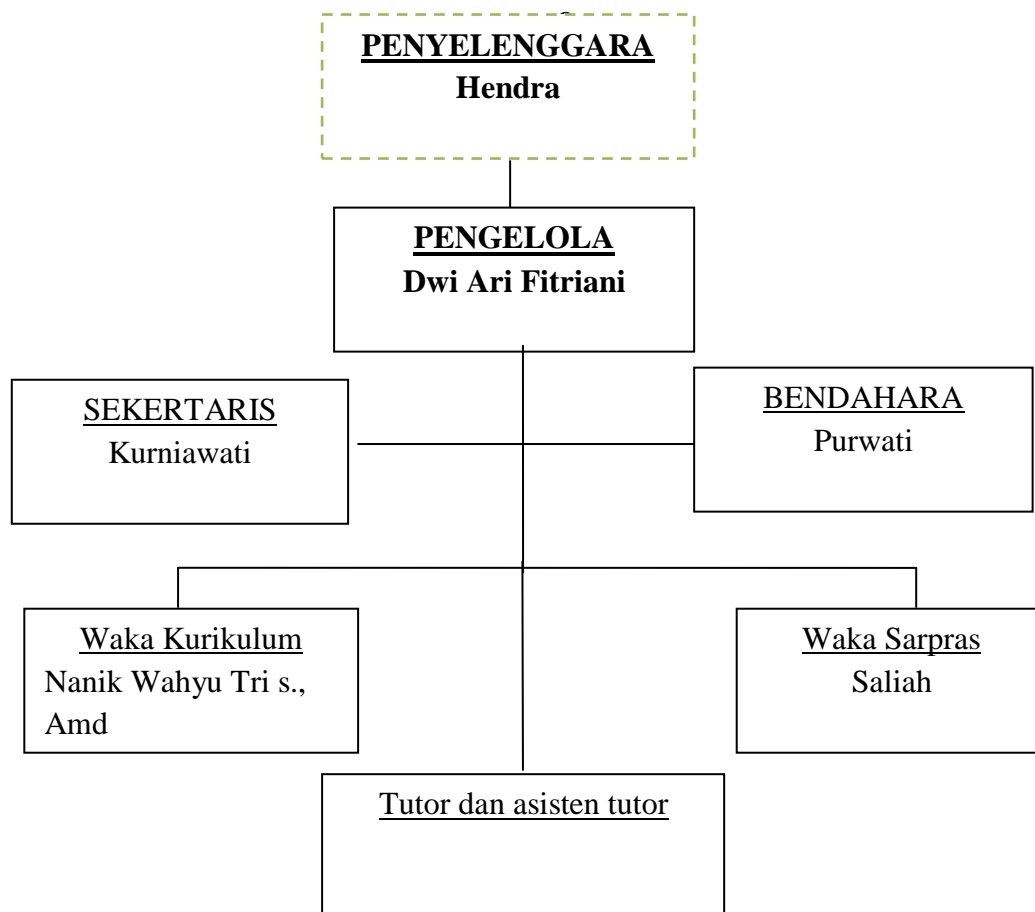 PENYELENGGARA
Hendra
PENGELOLA
Dwi Ari Fitriani
SEKERTARIS
Kurniawati
BENDAHARA
Purwati
Waka Kurikulum
Nanik Wahyu Tri s.,
Amd
Waka Sarpras
Saliah
Tutor dan asisten tutor